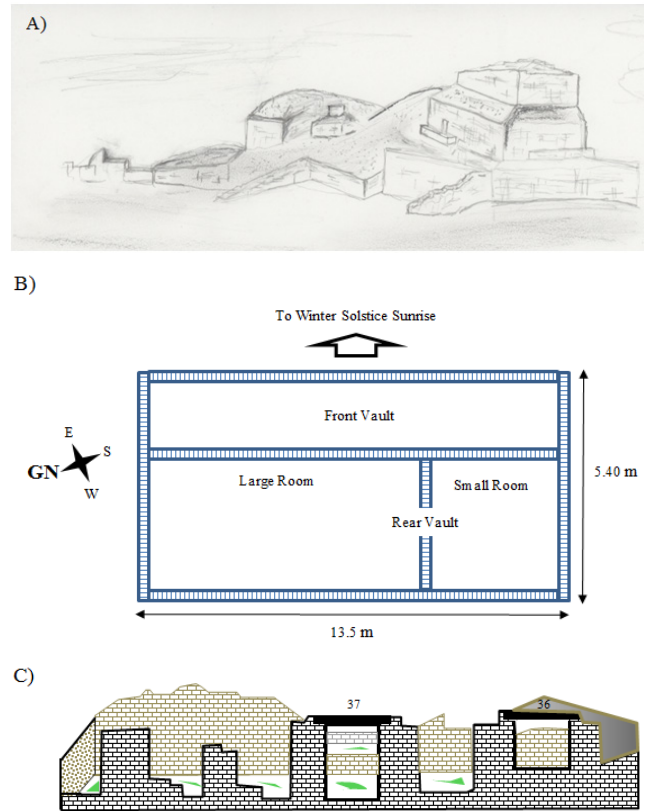 A)
B)
To Winter Solstice Sunrise
Front Vault
E
S
GN
W
Large Room
Small Room
Rear Vault
5.40 m
13.5 m
C)
37
36